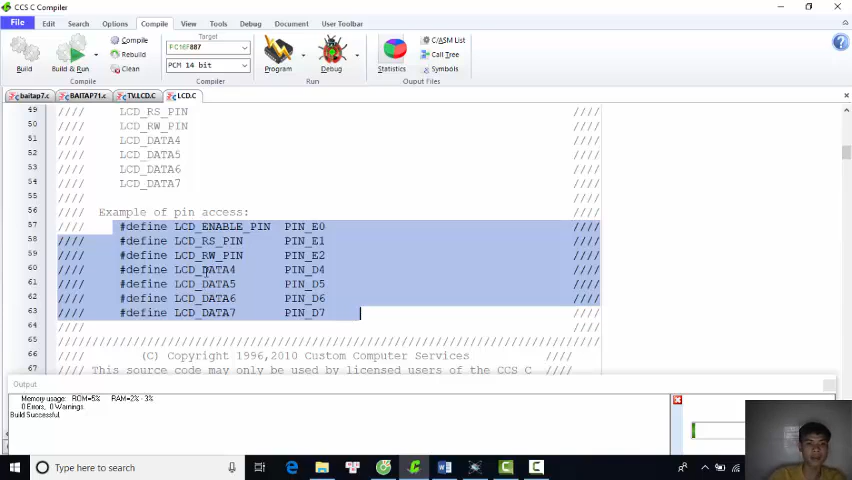 CCS C Compiler
File Edit Search Options Compile View Tools Debug Document User Toolbar
Target
Compile
Rebuild
Clean
PC16F887
PCM 14 bit
C/ASM List
Call Tree
Symbols
Build Build & Run Program Debug Statistics
Compile Compiler Run Ouput Files
baitap7.c BAITAP71.c TV.LCD.C LCD.C
49 //// LCD_RS_PIN ////
50 //// LCD_RW_PIN ////
51 //// LCD_DATA4 ////
52 //// LCD_DATA5 ////
53 //// LCD_DATA6 ////
54 //// LCD_DATA7 ////
55 //// ////
56 //// Example of pin access: ////
57 //// #define LCD_ENABLE_PIN PIN_E0 ////
58 //// #define LCD_RS_PIN PIN_E1 ////
59 //// #define LCD_RW_PIN PIN_E2 ////
60 //// #define LCD_DATA4 PIN_D4 ////
61 //// #define LCD_DATA5 PIN_D5 ////
62 //// #define LCD_DATA6 PIN_D6 ////
63 //// #define LCD_DATA7 PIN_D7 ////
64 //// ////
65 ///////////////////////////////////////////////////////////////////////////
66 //// (C) Copyright 1996,2010 Custom Computer Services ////
67 //// This source code may only be used by licensed users of the CCS C ////
Output
Memory usage: ROM=5% RAM=2% - 3%
0 Errors, 0 Warnings.
Build Successful.
Type here to search